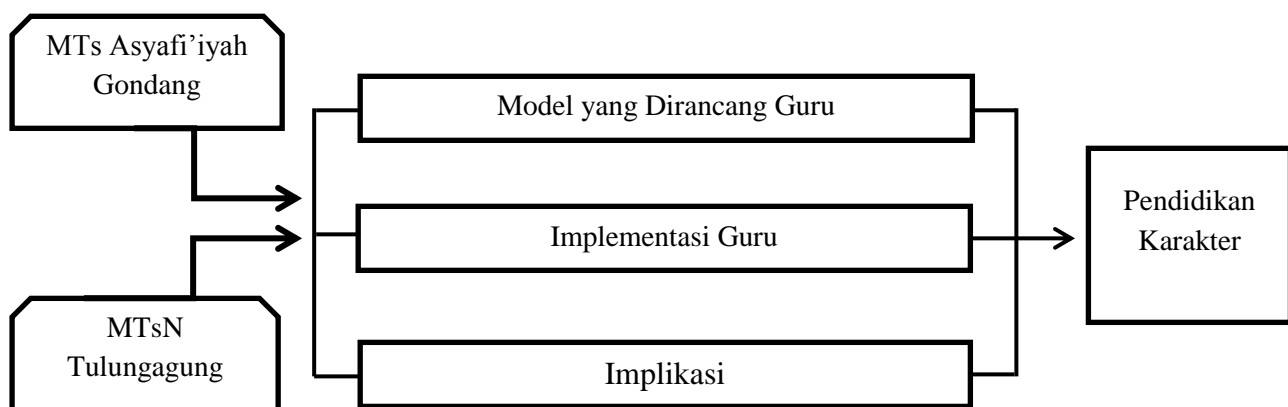 MTs Asyafi’iyah
Gondang
Model yang Dirancang Guru
Implementasi Guru
Implikasi
MTsN
Tulungagung
Pendidikan
Karakter